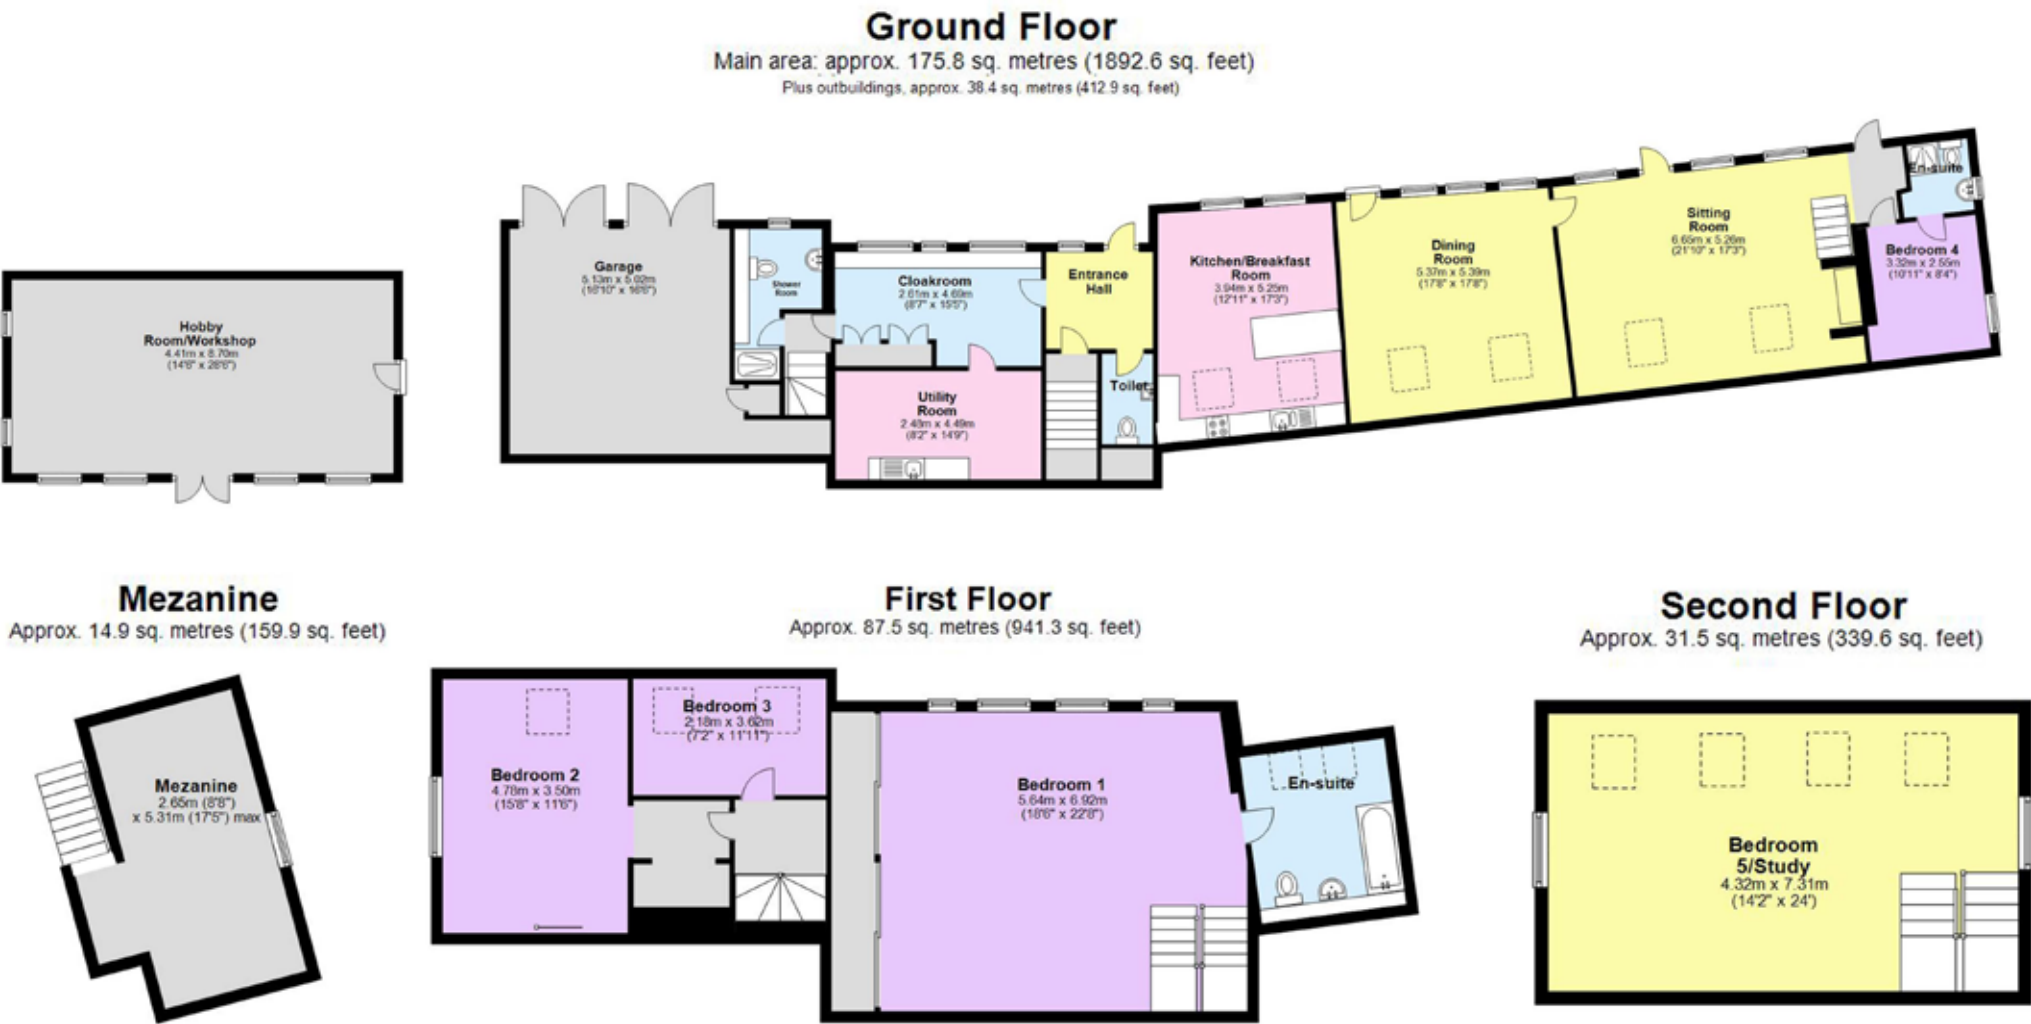 Ground Floor
Main area: approx. 175.8 sq. metres (1892.6 sq. feet)
Plus outbuildings, approx. 38.4 sq. metres (412.9 sq. feet)
Hobby
Room/Workshop
4.41m x 8.70m
(14'6" x 28'6")
Garage
5.13m x 5.02m
(16'10" x 16'6")
Shower
Room
Cloakroom
2.61m x 4.69m
(8'7" x 15'5")
Entrance
Hall
Utility
Room
2.48m x 4.49m
(8'2" x 14'9")
Toilet
Kitchen/Breakfast
Room
3.94m x 5.25m
(12'11" x 17'3")
Dining
Room
5.37m x 5.39m
(17'8" x 17'8")
Sitting
Room
6.65m x 5.26m
(21'10" x 17'3")
En-suite
Bedroom 4
3.32m x 2.55m
(10'11" x 8'4")
Mezanine
Approx. 14.9 sq. metres (159.9 sq. feet)
Mezanine
2.65m (8'8")
x 5.31m (17'5") max
First Floor
Approx. 87.5 sq. metres (941.3 sq. feet)
Bedroom 2
4.78m x 3.50m
(15'8" x 11'6")
Bedroom 3
2.18m x 3.62m
(7'2" x 11'11")
Bedroom 1
5.64m x 6.92m
(18'6" x 22'8")
En-suite
Second Floor
Approx. 31.5 sq. metres (339.6 sq. feet)
Bedroom
5/Study
4.32m x 7.31m
(14'2" x 24')